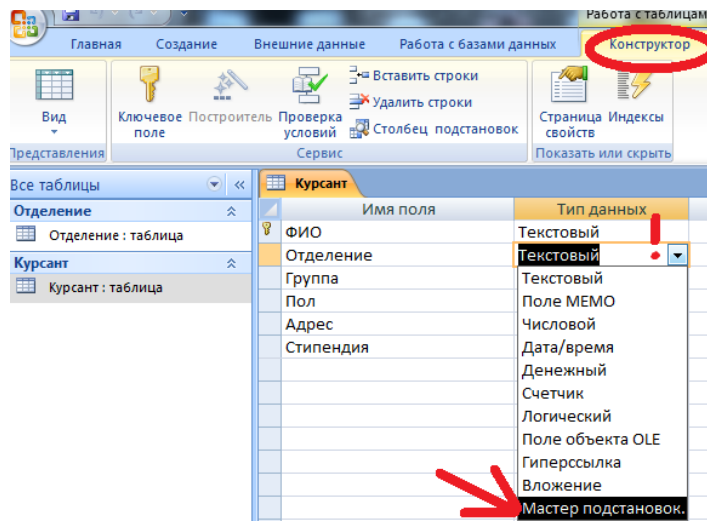 Работа с таблицам
Главная Создание Внешние данные Работа с базами данных Конструктор
Вид
Ключевое поле
Построитель
Проверка условий
Вставить строки
Удалить строки
Столбец подстановок
Страница свойств
Индексы
Представления
Сервис
Показать или скрыть
Все таблицы
Отделение
Отделение : таблица
Курсант
Курсант : таблица
Курсант
Имя поля Тип данных
ФИО Текстовый
Отделение Текстовый
Группа
Пол
Адрес
Стипендия
Текстовый
Поле МЕМО
Числовой
Дата/время
Денежный
Счетчик
Логический
Поле объекта OLE
Гиперссылка
Вложение
Мастер подстановок.